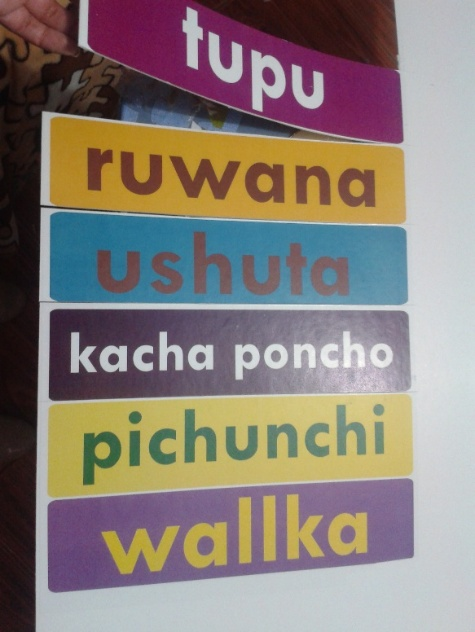 tupu
ruwana
ushuta
kacha poncho
pichunchi
wallka